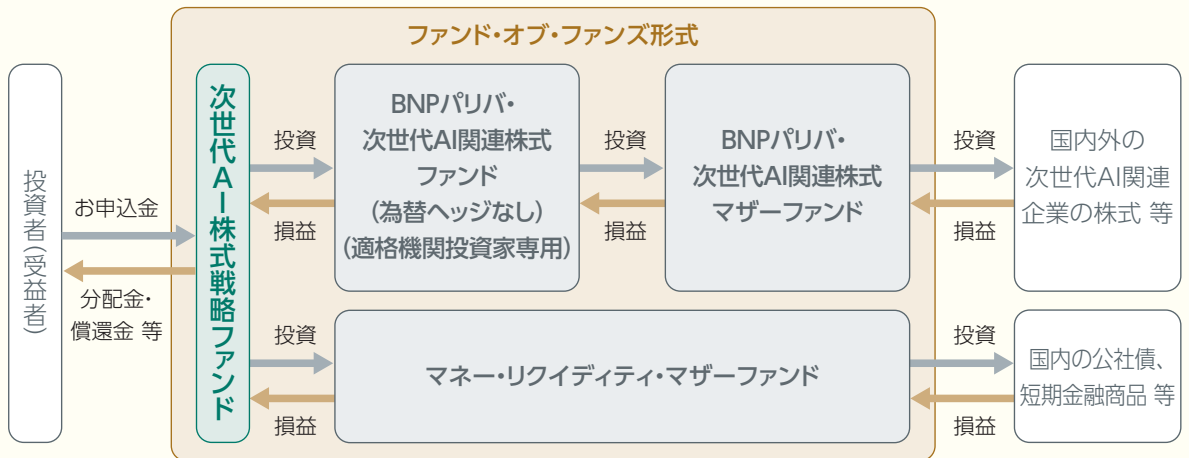 ファンド・オブ・ファンズ形式
投資者(受益者)
お申込金
分配金・
償還金 等
次世代AI株式戦略ファンド
投資
損益
BNPパリバ・
次世代AI関連株式
ファンド
(為替ヘッジなし)
(適格機関投資家専用)
投資
損益
BNPパリバ・
次世代AI関連株式
マザーファンド
投資
損益
国内外の
次世代AI関連
企業の株式 等
投資
損益
マネー・リクイディティ・マザーファンド
投資
損益
国内の公社債、
短期金融商品 等